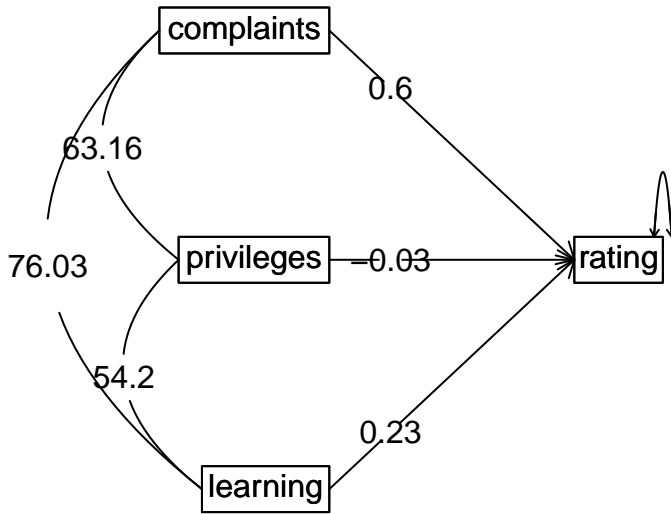 complaints
0.6
63.16
76.03
privileges
−0.03
rating
54.2
0.23
learning